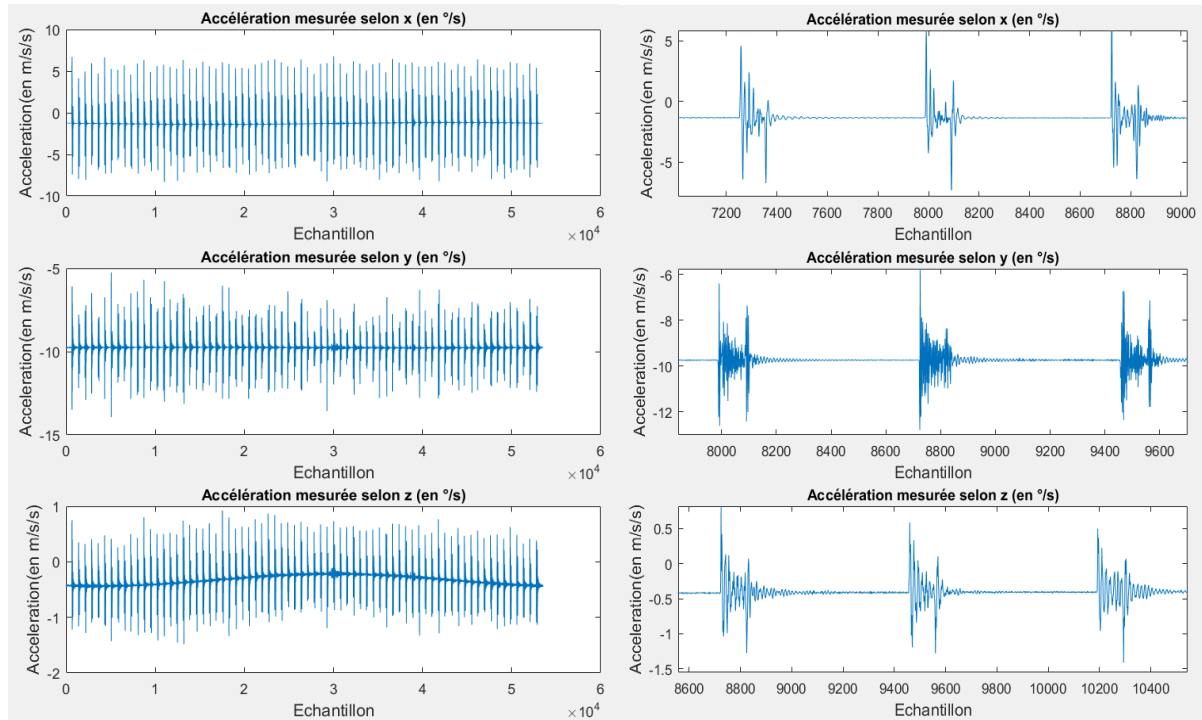 Accélération mesurée selon x (en °/s)
Acceleration(en m/s/s)
10
5
0
-5
-10
0 1 2 3 4 5 6
×10⁴
Echantillon
Accélération mesurée selon x (en °/s)
Acceleration(en m/s/s)
5
0
-5
7200 7400 7600 7800 8000 8200 8400 8600 8800 9000
Echantillon
Accélération mesurée selon y (en °/s)
Acceleration(en m/s/s)
-5
-10
-15
0 1 2 3 4 5 6
×10⁴
Echantillon
Accélération mesurée selon y (en °/s)
Acceleration(en m/s/s)
-6
-8
-10
-12
8000 8200 8400 8600 8800 9000 9200 9400 9600
Echantillon
Accélération mesurée selon z (en °/s)
Acceleration(en m/s/s)
1
0
-1
-2
0 1 2 3 4 5 6
×10⁴
Echantillon
Accélération mesurée selon z (en °/s)
Acceleration(en m/s/s)
0.5
0
-0.5
-1
-1.5
8600 8800 9000 9200 9400 9600 9800 10000 10200 10400
Echantillon